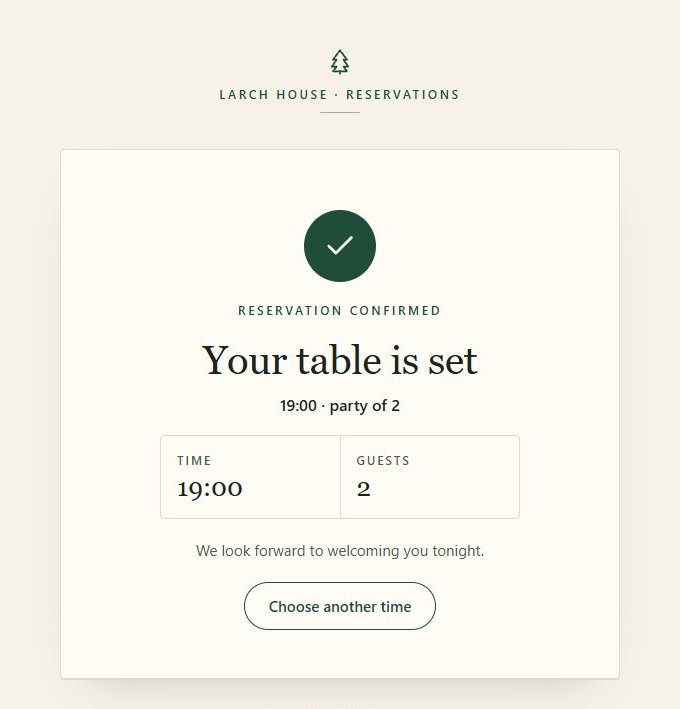 LARCH HOUSE · RESERVATIONS
RESERVATION CONFIRMED
Your table is set
19:00 · party of 2
TIME
19:00
GUESTS
2
We look forward to welcoming you tonight.
Choose another time